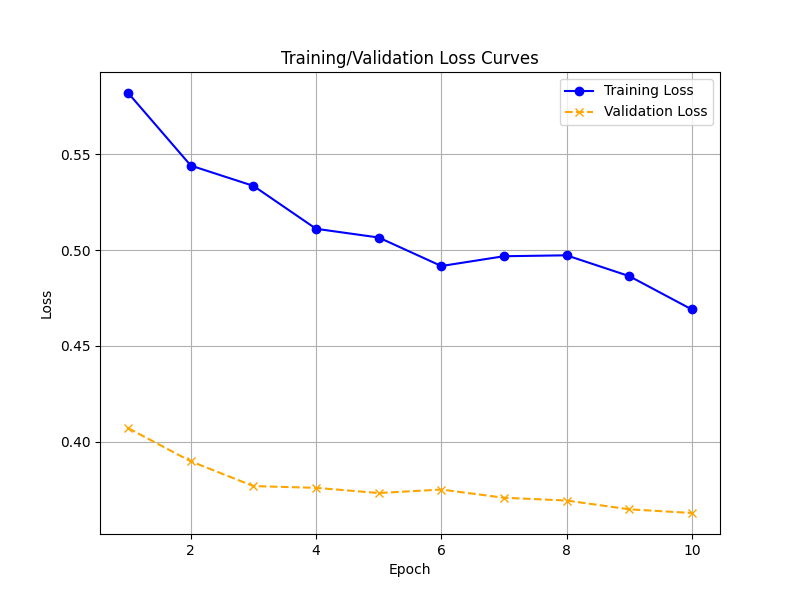 Training/Validation Loss Curves
Training Loss
Validation Loss
0.55
0.50
0.45
0.40
Loss
2
4
6
8
10
Epoch